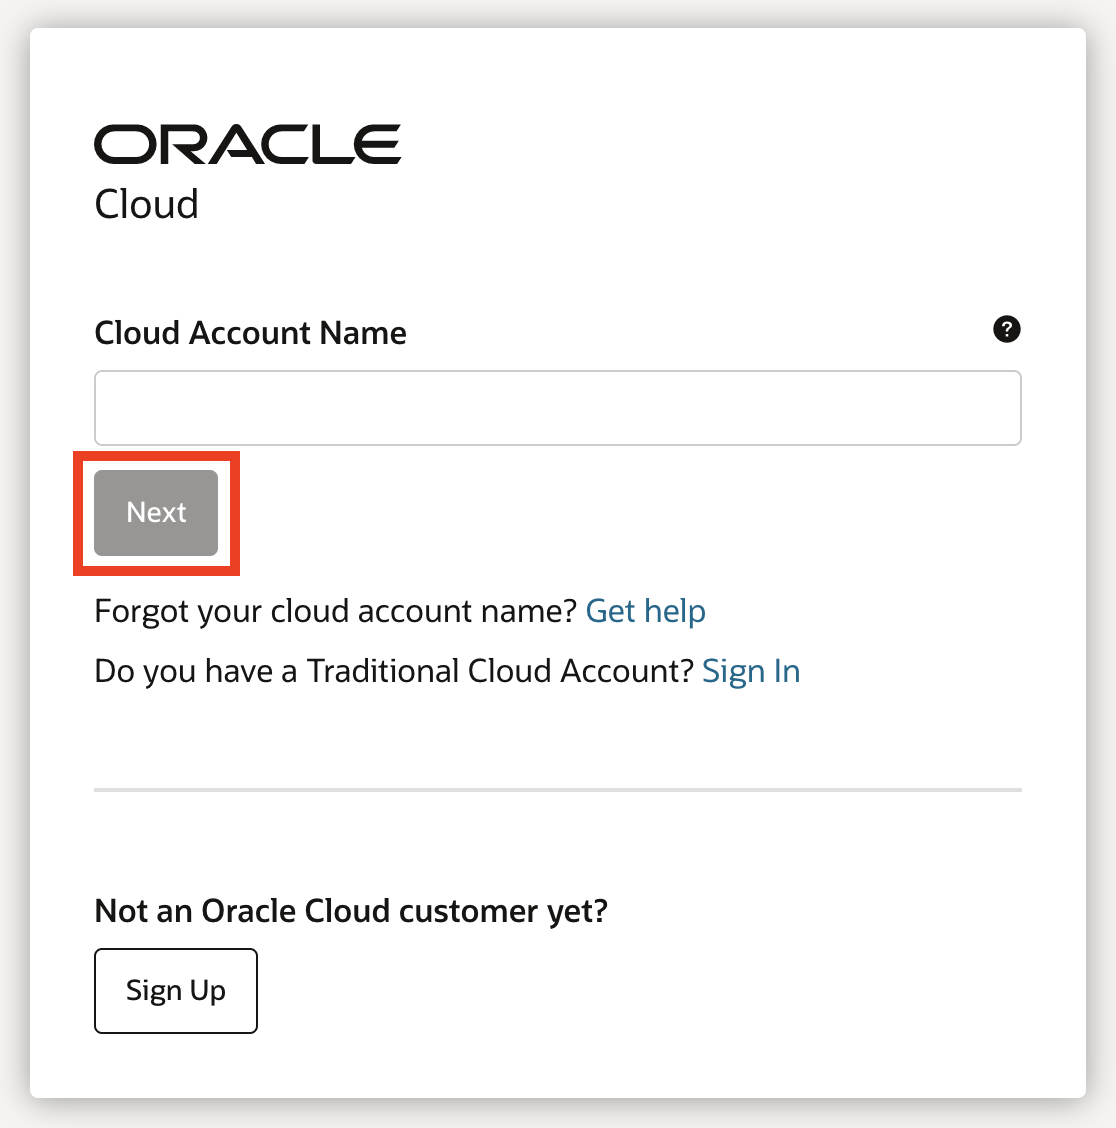 ORACLE
Cloud
Cloud Account Name
?
Next
Forgot your cloud account name? Get help
Do you have a Traditional Cloud Account? Sign In
Not an Oracle Cloud customer yet?
Sign Up